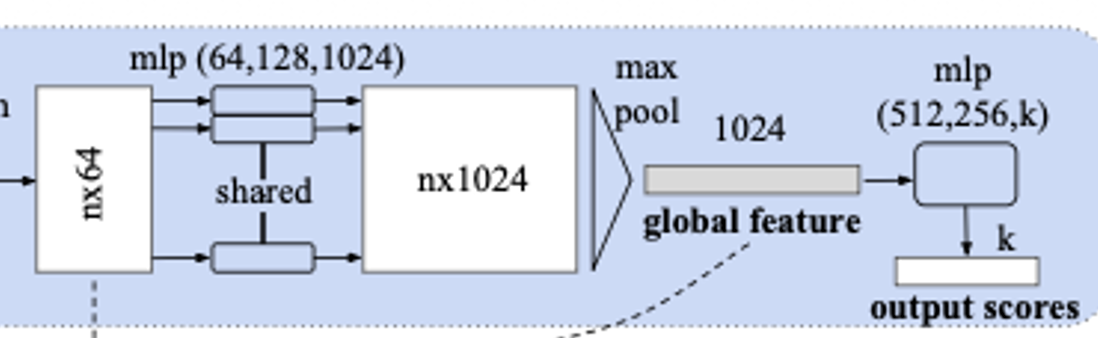 mlp (64,128,1024)
max
pool
mlp
(512,256,k)
1024
nx64
shared
nx1024
global feature
k
output scores